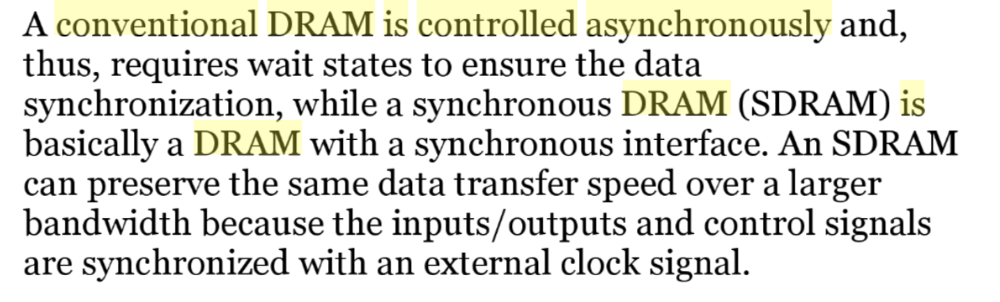 A conventional DRAM is controlled asynchronously and,
thus, requires wait states to ensure the data
synchronization, while a synchronous DRAM (SDRAM) is
basically a DRAM with a synchronous interface. An SDRAM
can preserve the same data transfer speed over a larger
bandwidth because the inputs/outputs and control signals
are synchronized with an external clock signal.